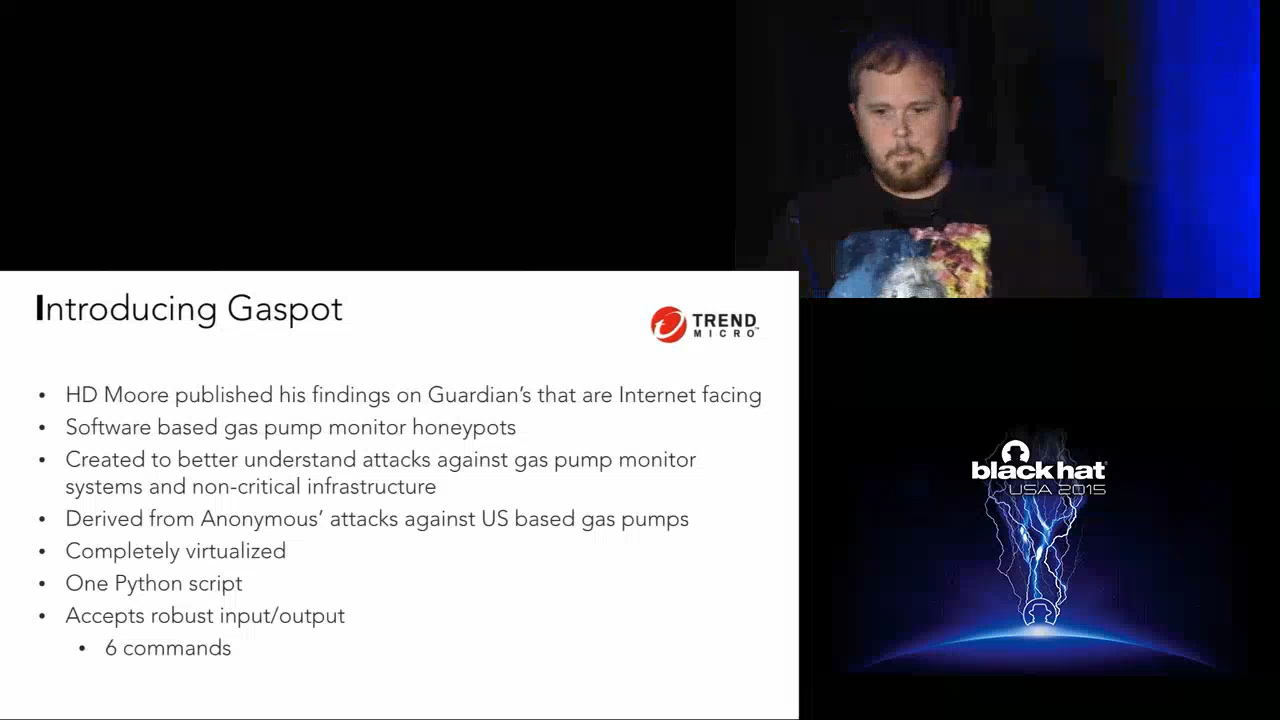 Introducing Gaspot
TREND
MICRO™
• HD Moore published his findings on Guardian's that are Internet facing
• Software based gas pump monitor honeypots
• Created to better understand attacks against gas pump monitor
systems and non-critical infrastructure
• Derived from Anonymous' attacks against US based gas pumps
• Completely virtualized
• One Python script
• Accepts robust input/output
• 6 commands
black hat
USA 2015